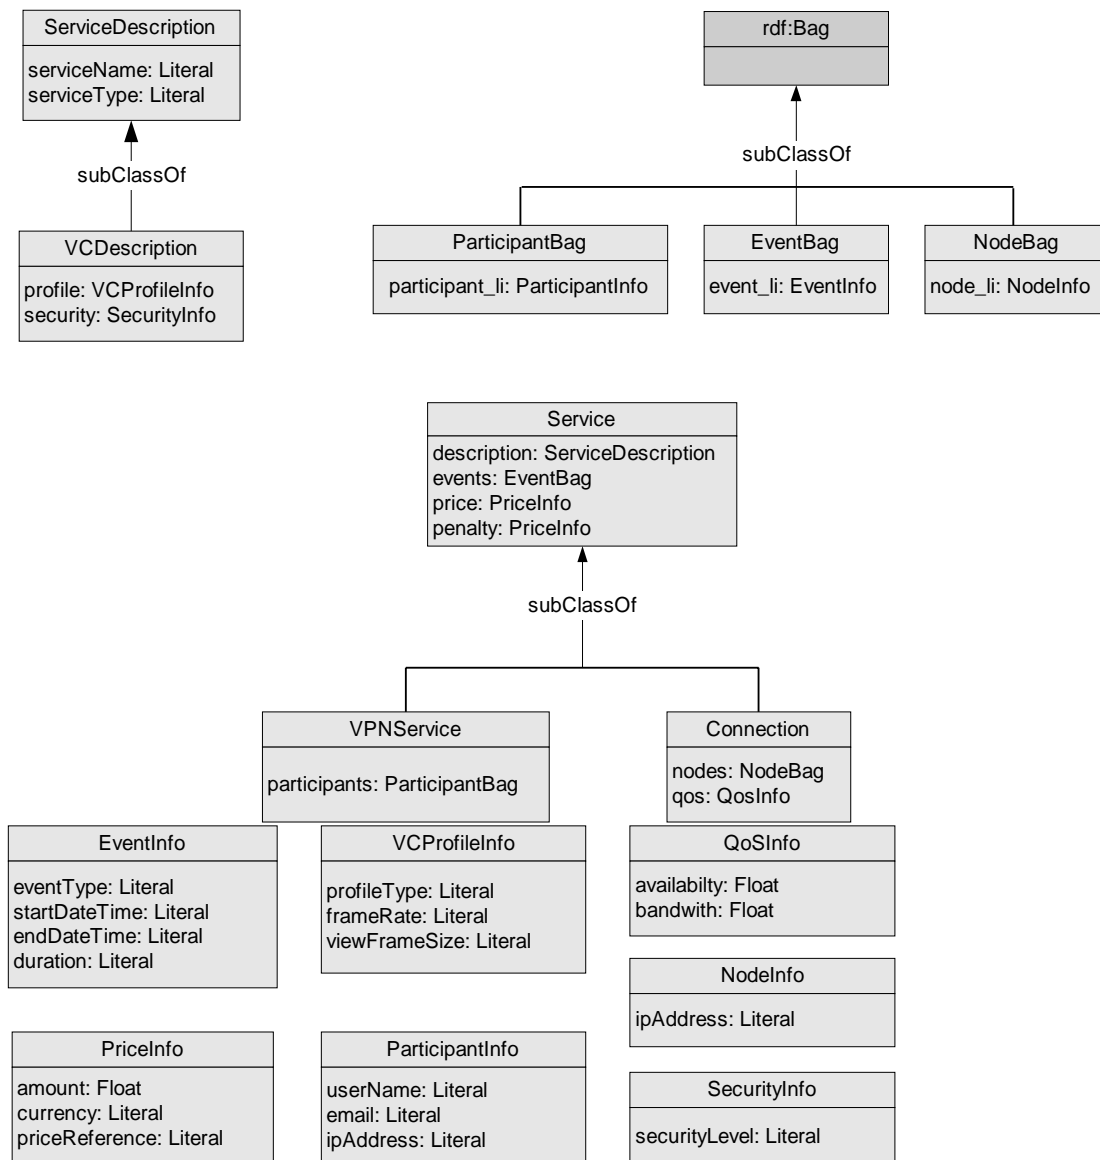 ServiceDescription
serviceName: Literal
serviceType: Literal
subClassOf
VCDescription
profile: VCProfileInfo
security: SecurityInfo
rdf:Bag
subClassOf
ParticipantBag
participant_li: ParticipantInfo
EventBag
event_li: EventInfo
NodeBag
node_li: NodeInfo
Service
description: ServiceDescription
events: EventBag
price: PriceInfo
penalty: PriceInfo
subClassOf
VPNService
participants: ParticipantBag
Connection
nodes: NodeBag
qos: QosInfo
EventInfo
eventType: Literal
startDateTime: Literal
endDateTime: Literal
duration: Literal
VCProfileInfo
profileType: Literal
frameRate: Literal
viewFrameSize: Literal
QoSInfo
availabilty: Float
bandwith: Float
NodeInfo
ipAddress: Literal
PriceInfo
amount: Float
currency: Literal
priceReference: Literal
ParticipantInfo
userName: Literal
email: Literal
ipAddress: Literal
SecurityInfo
securityLevel: Literal